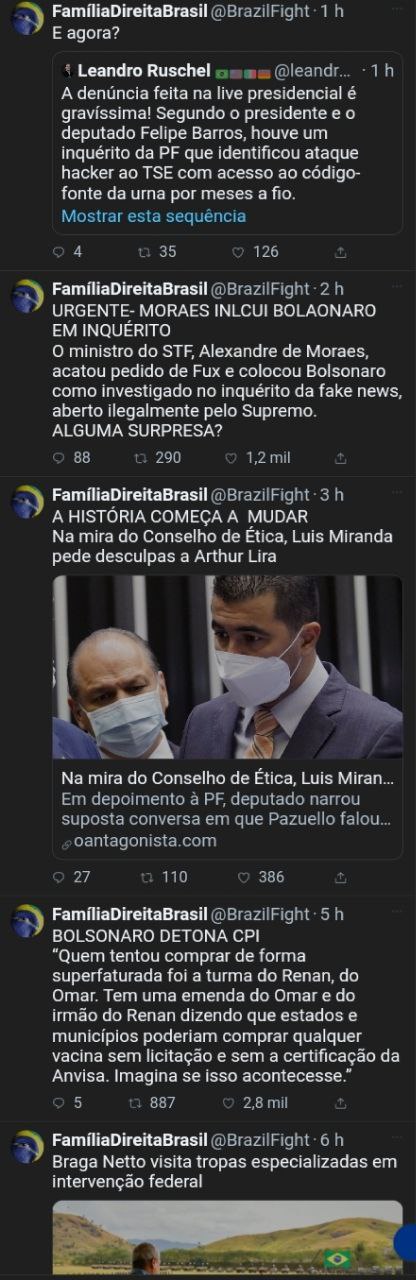 FamíliaDireitaBrasil @BrazilFight · 1 h
E agora?
Leandro Ruschel @leandr... · 1 h
A denúncia feita na live presidencial é
gravíssima! Segundo o presidente e o
deputado Felipe Barros, houve um
inquérito da PF que identificou ataque
hacker ao TSE com acesso ao código-
fonte da urna por meses a fio.
Mostrar esta sequência
4 35 126
FamíliaDireitaBrasil @BrazilFight · 2 h
URGENTE- MORAES INLCUI BOLAONARO
EM INQUÉRITO
O ministro do STF, Alexandre de Moraes,
acatou pedido de Fux e colocou Bolsonaro
como investigado no inquérito da fake news,
aberto ilegalmente pelo Supremo.
ALGUMA SURPRESA?
88 290 1,2 mil
FamíliaDireitaBrasil @BrazilFight · 3 h
A HISTÓRIA COMEÇA A MUDAR
Na mira do Conselho de Ética, Luis Miranda
pede desculpas a Arthur Lira
Na mira do Conselho de Ética, Luis Miran...
Em depoimento à PF, deputado narrou
suposta conversa em que Pazuello falou...
oantagonista.com
27 110 386
FamíliaDireitaBrasil @BrazilFight · 5 h
BOLSONARO DETONA CPI
“Quem tentou comprar de forma
superfaturada foi a turma do Renan, do
Omar. Tem uma emenda do Omar e do
irmão do Renan dizendo que estados e
municípios poderiam comprar qualquer
vacina sem licitação e sem a certificação da
Anvisa. Imagina se isso acontecesse.”
5 887 2,8 mil
FamíliaDireitaBrasil @BrazilFight · 6 h
Braga Netto visita tropas especializadas em
intervenção federal